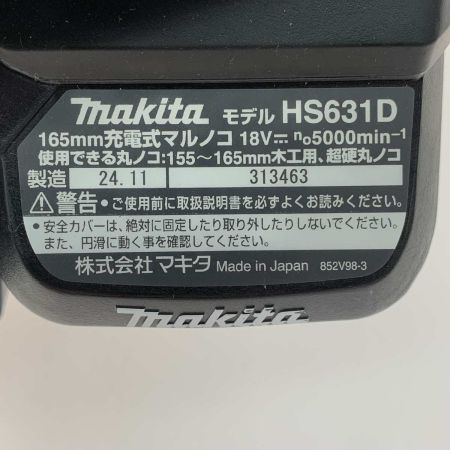 makita モデル HS631D
165mm充電式マルノコ 18V⎓ n₀5000min⁻¹
使用できる丸ノコ:155～165mm木工用、超硬丸ノコ
製造 24.11 313463
⚠警告・ご使用前に取扱説明書を必ずよくお読みください。
・安全カバーは、絶対に固定したり取り外したりしないでください。
また、円滑に動く事を確認してください。
株式会社マキタ Made in Japan 852V98-3
makita